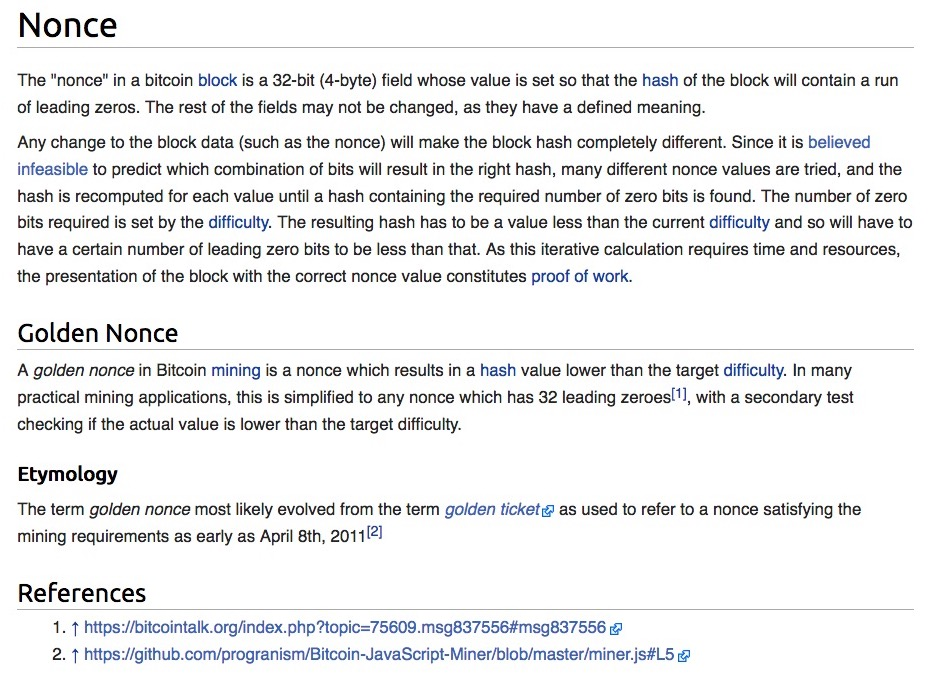 Nonce
The "nonce" in a bitcoin block is a 32-bit (4-byte) field whose value is set so that the hash of the block will contain a run
of leading zeros. The rest of the fields may not be changed, as they have a defined meaning.
Any change to the block data (such as the nonce) will make the block hash completely different. Since it is believed
infeasible to predict which combination of bits will result in the right hash, many different nonce values are tried, and the
hash is recomputed for each value until a hash containing the required number of zero bits is found. The number of zero
bits required is set by the difficulty. The resulting hash has to be a value less than the current difficulty and so will have to
have a certain number of leading zero bits to be less than that. As this iterative calculation requires time and resources,
the presentation of the block with the correct nonce value constitutes proof of work.
Golden Nonce
A golden nonce in Bitcoin mining is a nonce which results in a hash value lower than the target difficulty. In many
practical mining applications, this is simplified to any nonce which has 32 leading zeroes[1], with a secondary test
checking if the actual value is lower than the target difficulty.
Etymology
The term golden nonce most likely evolved from the term golden ticket as used to refer to a nonce satisfying the
mining requirements as early as April 8th, 2011[2]
References
1. ↑ https://bitcointalk.org/index.php?topic=75609.msg837556#msg837556
2. ↑ https://github.com/progranism/Bitcoin-JavaScript-Miner/blob/master/miner.js#L5